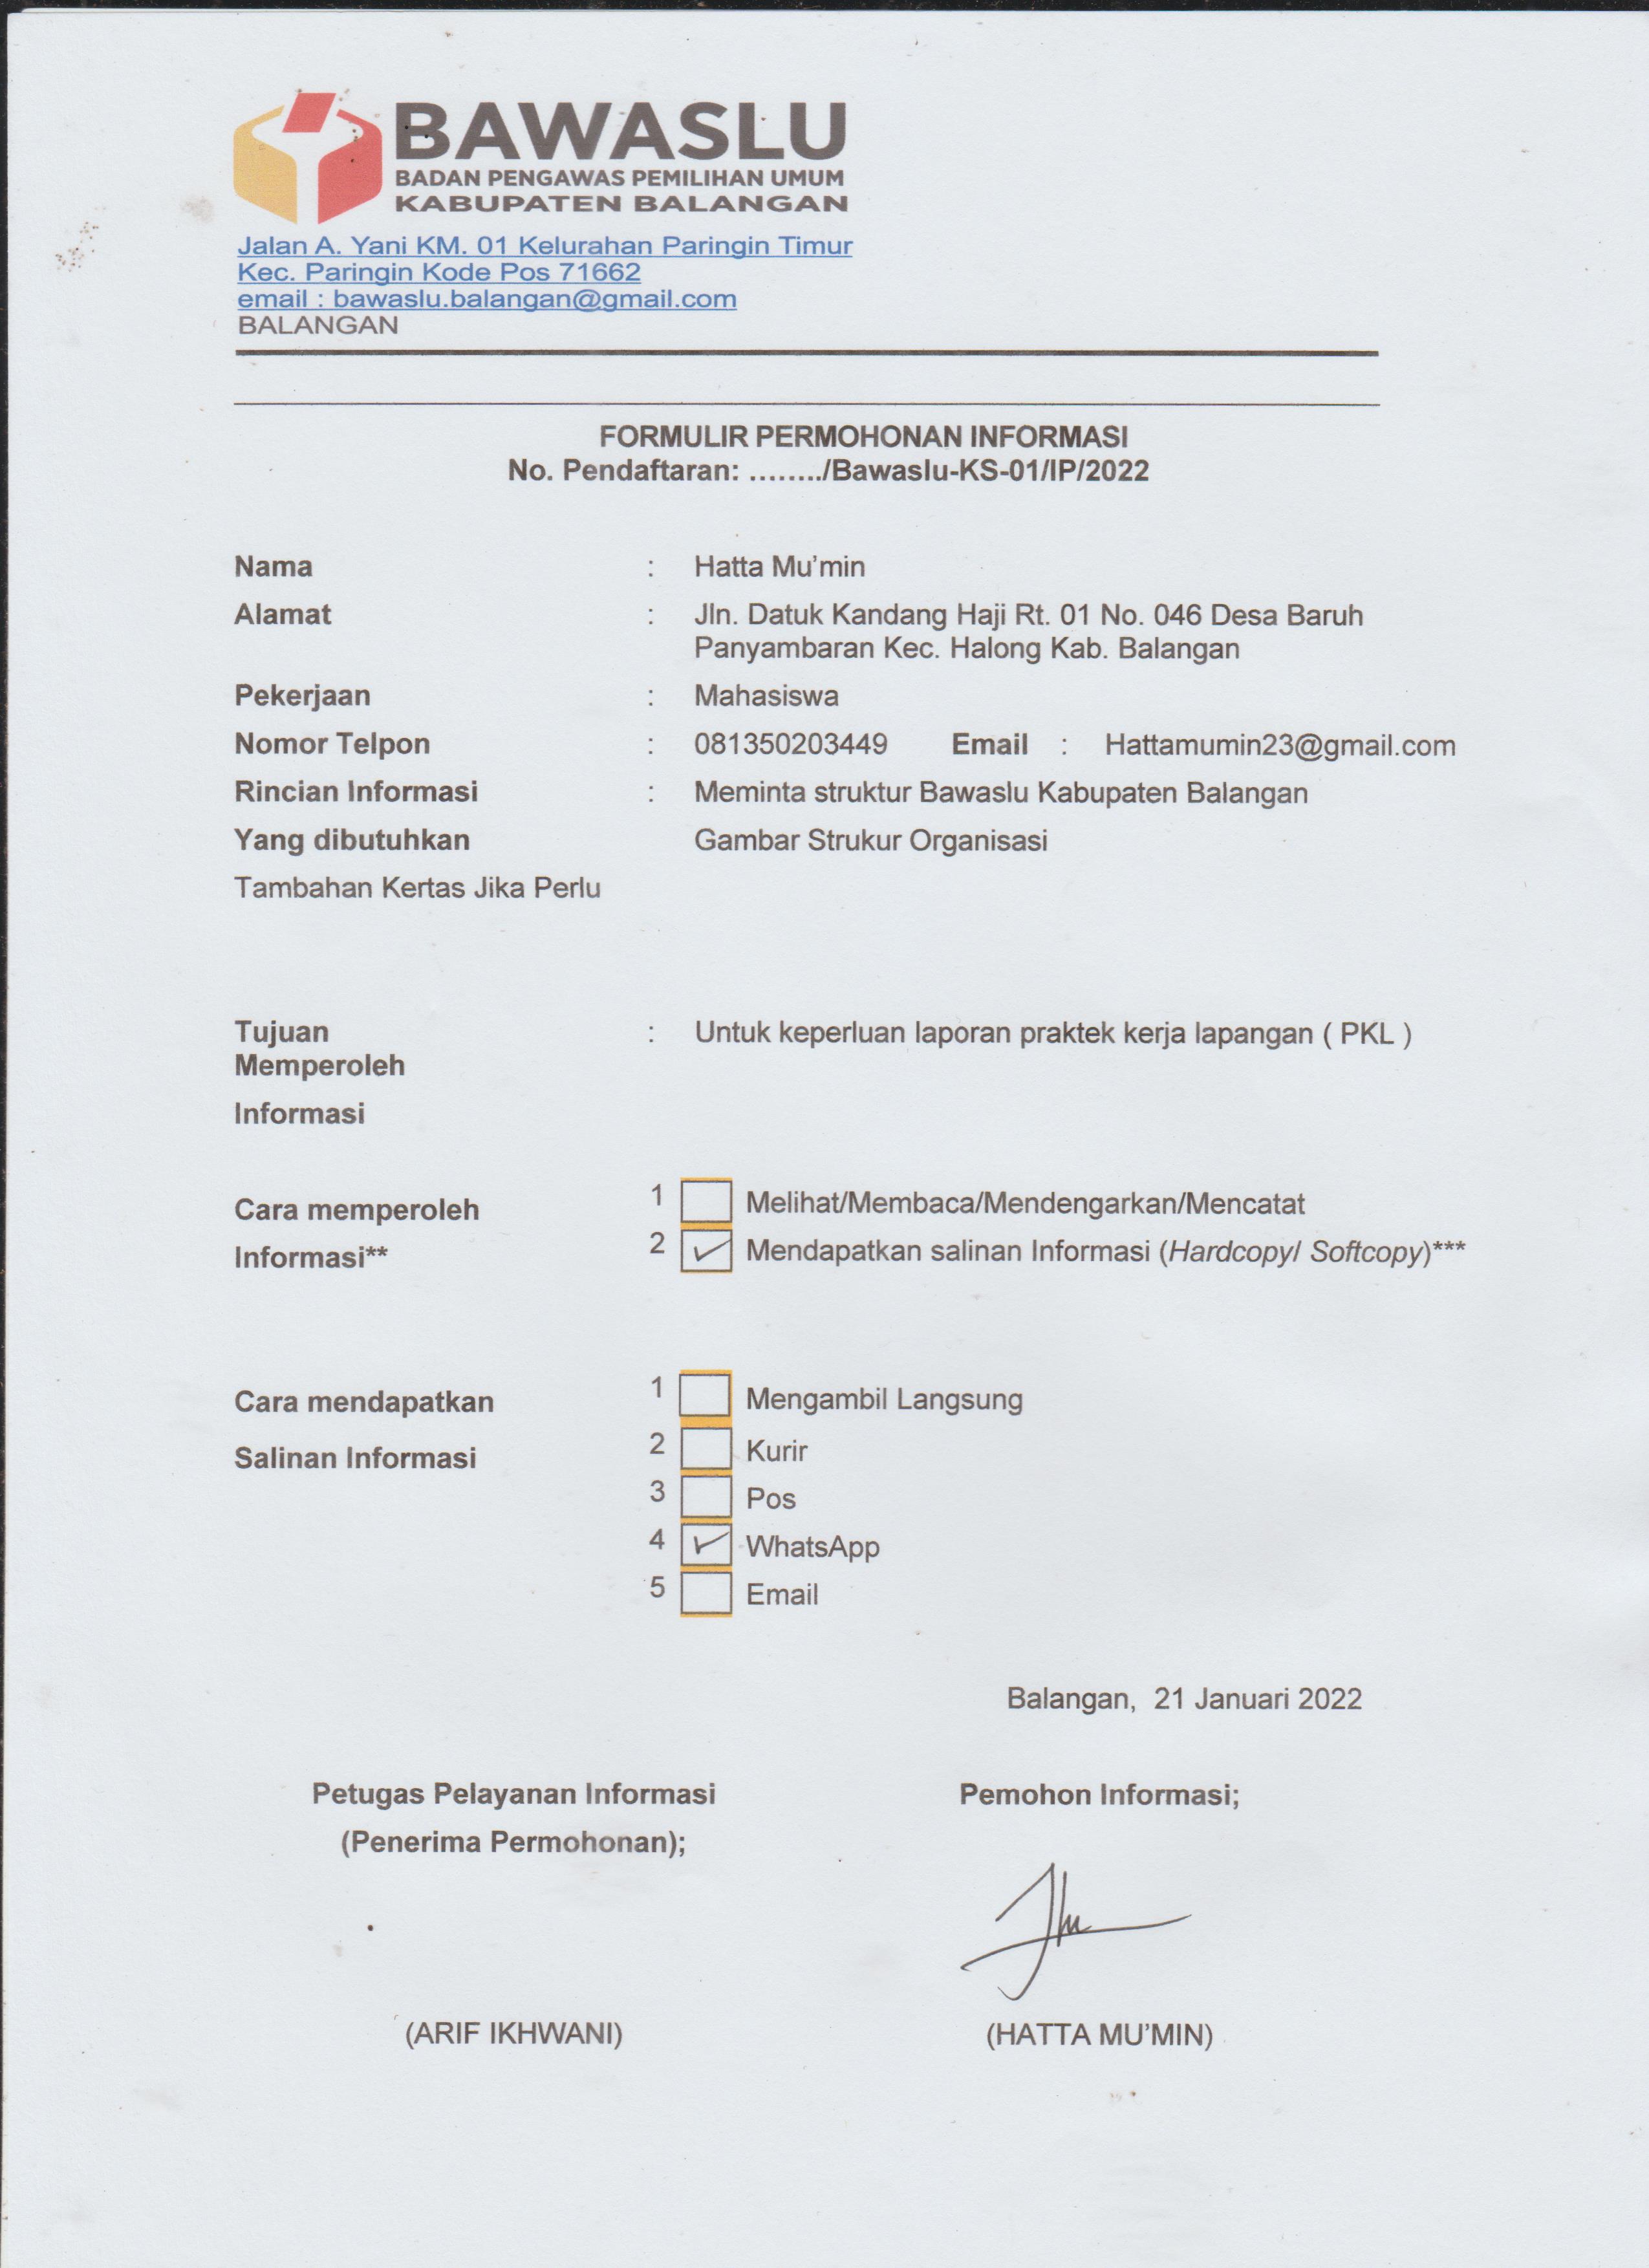 BAWASLU
BADAN PENGAWAS PEMILIHAN UMUM
KABUPATEN BALANGAN
Jalan A. Yani KM. 01 Kelurahan Paringin Timur
Kec. Paringin Kode Pos 71662
email : bawaslu.balangan@gmail.com
BALANGAN
FORMULIR PERMOHONAN INFORMASI
No. Pendaftaran: ......../Bawaslu-KS-01/IP/2022
Nama : Hatta Mu’min
Alamat : Jln. Datuk Kandang Haji Rt. 01 No. 046 Desa Baruh
Panyambaran Kec. Halong Kab. Balangan
Pekerjaan : Mahasiswa
Nomor Telpon : 081350203449 Email : Hattamumin23@gmail.com
Rincian Informasi : Meminta struktur Bawaslu Kabupaten Balangan
Yang dibutuhkan Gambar Strukur Organisasi
Tambahan Kertas Jika Perlu
Tujuan : Untuk keperluan laporan praktek kerja lapangan ( PKL )
Memperoleh
Informasi
Cara memperoleh 1 Melihat/Membaca/Mendengarkan/Mencatat
Informasi** 2 ✓ Mendapatkan salinan Informasi (Hardcopy/ Softcopy)***
Cara mendapatkan 1 Mengambil Langsung
Salinan Informasi 2 Kurir
3 Pos
4 ✓ WhatsApp
5 Email
Balangan, 21 Januari 2022
Petugas Pelayanan Informasi Pemohon Informasi;
(Penerima Permohonan);
(ARIF IKHWANI) (HATTA MU’MIN)